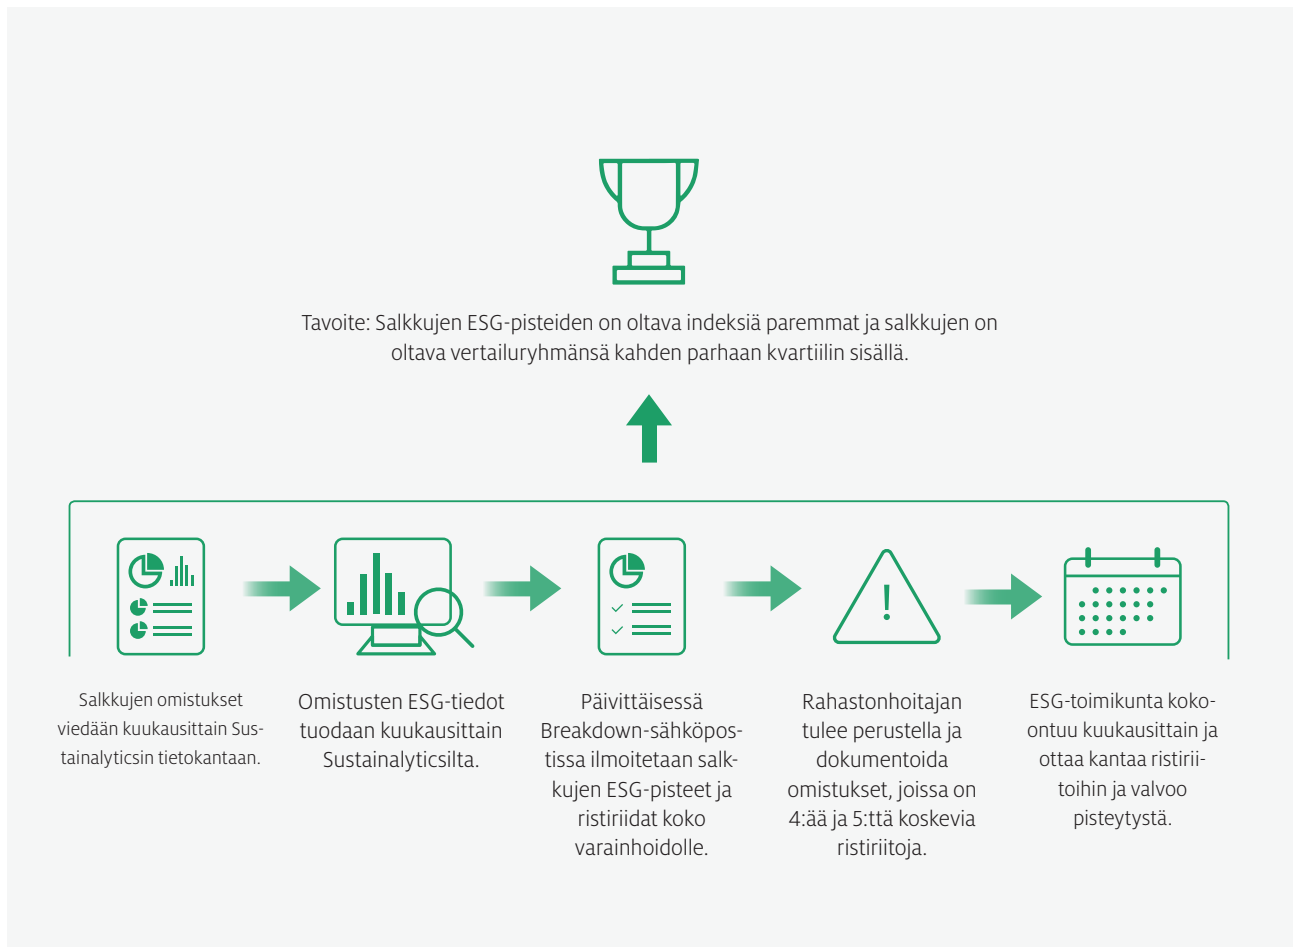 Tavoite: Salkkujen ESG-pisteiden on oltava indeksiä paremmat ja salkkujen on
oltava vertailuryhmänsä kahden parhaan kvartiilin sisällä.
Salkkujen omistukset
viedään kuukausittain Sus-
tainalyticsin tietokantaan.
Omistusten ESG-tiedot
tuodaan kuukausittain
Sustainalyticsilta.
Päivittäisessä
Breakdown-sähköpos-
tissa ilmoitetaan salk-
kujen ESG-pisteet ja
ristiriidat koko
varainhoidolle.
Rahastonhoitajan
tulee perustella ja
dokumentoida
omistukset, joissa on
4:ää ja 5:ttä koskevia
ristiriitoja.
ESG-toimikunta koko-
ontuu kuukausittain ja
ottaa kantaa ristirii-
toihin ja valvoo
pisteytystä.